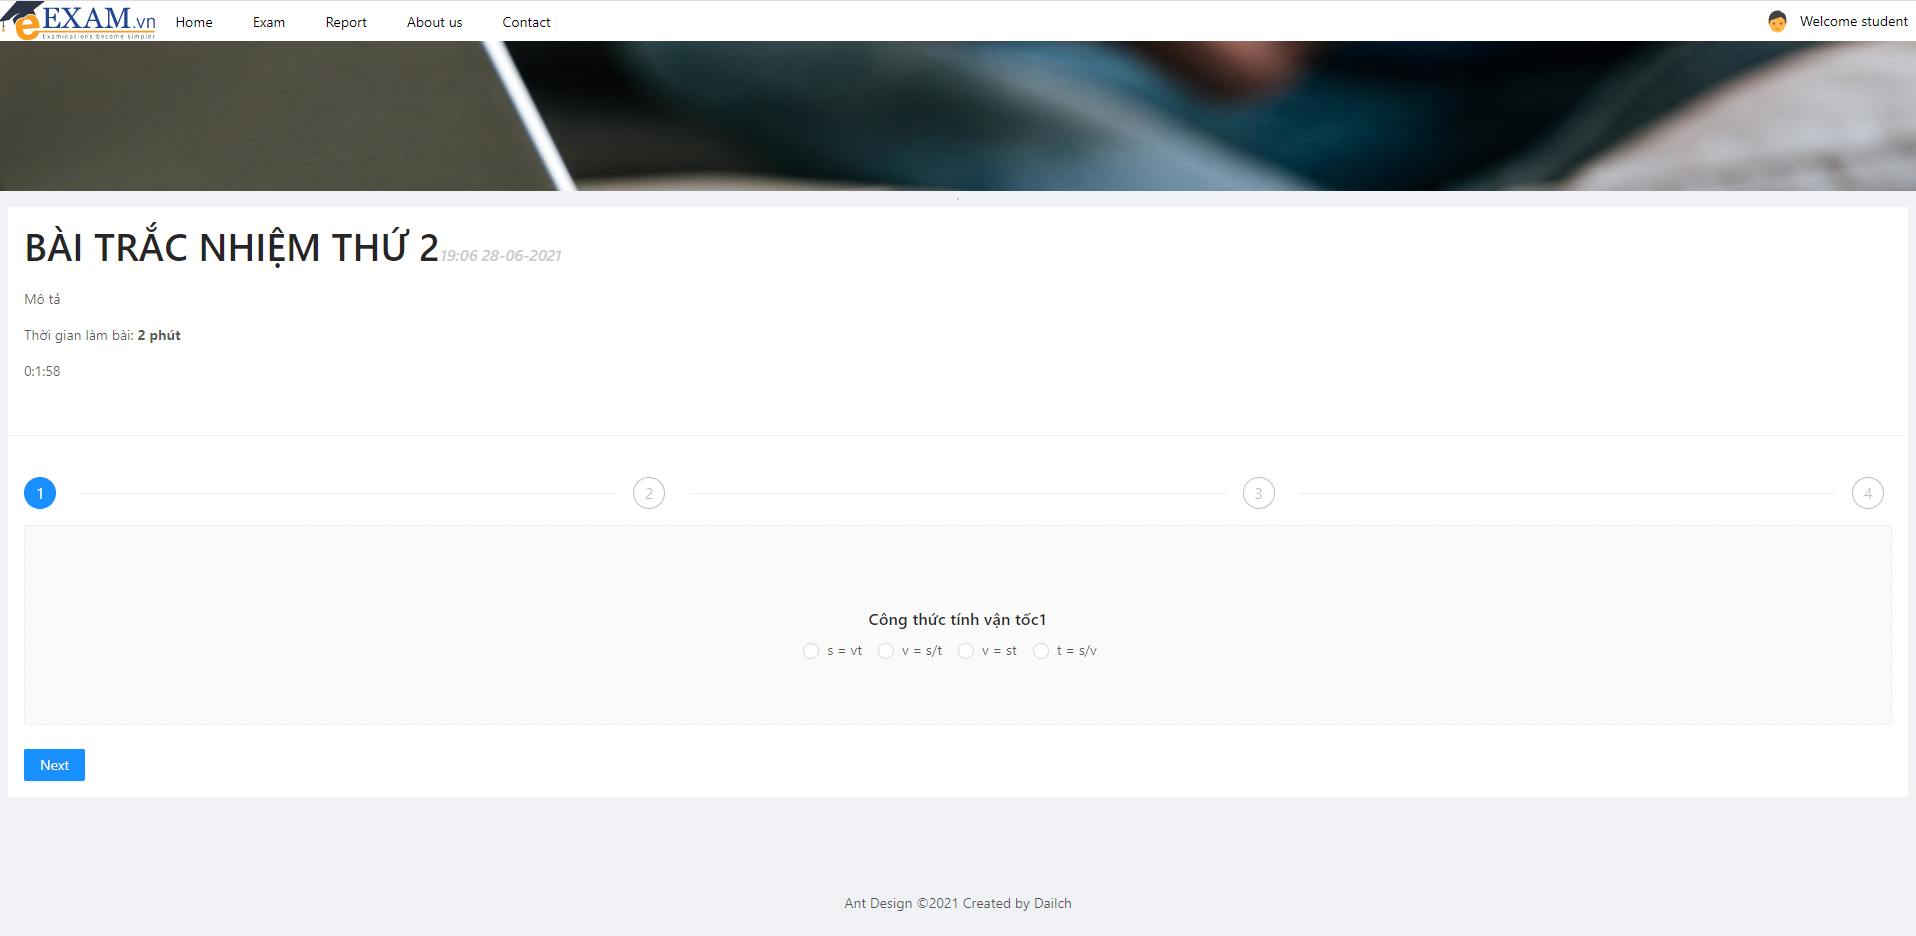 eEXAM.vn
Examinations become simpler
Home Exam Report About us Contact
Welcome student
BÀI TRẮC NHIỆM THỨ 2 19:06 28-06-2021
Mô tả
Thời gian làm bài: 2 phút
0:1:58
1 2 3 4
Công thức tính vận tốc1
s = vt v = s/t v = st t = s/v
Next
Ant Design ©2021 Created by Dailch